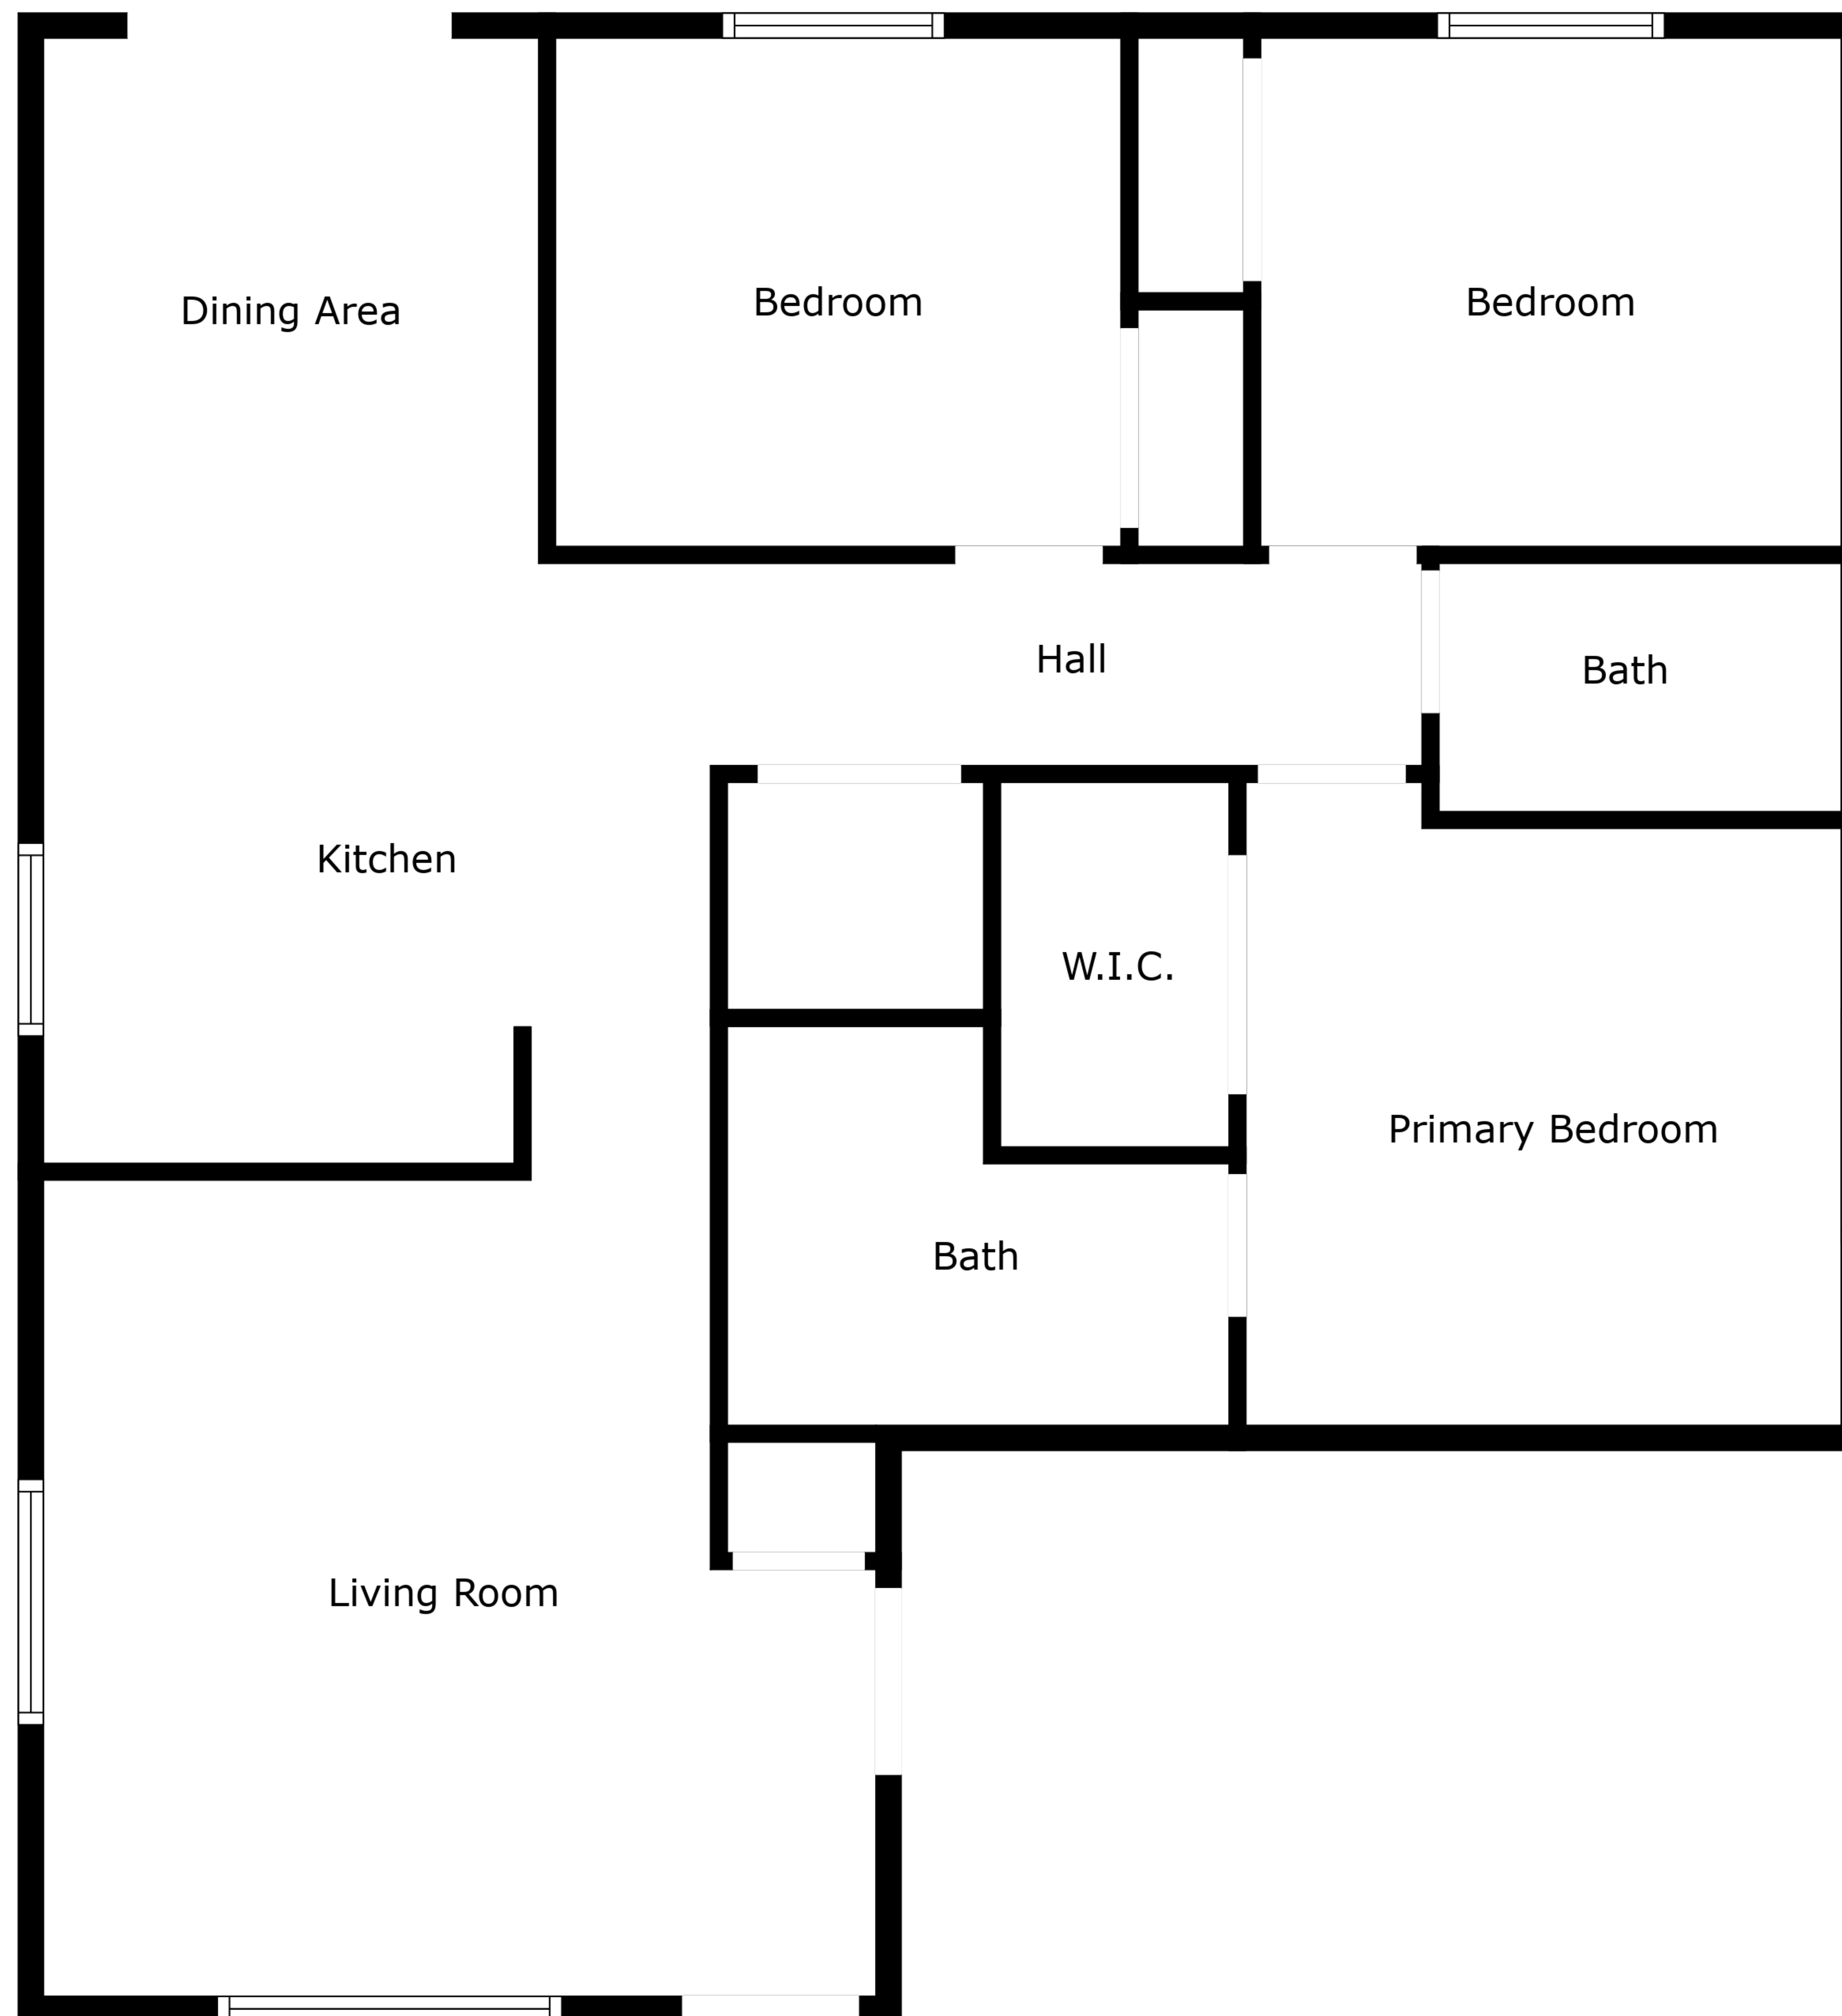 Dining Area
Bedroom
Bedroom
Hall
Bath
Kitchen
W.I.C.
Primary Bedroom
Bath
Living Room